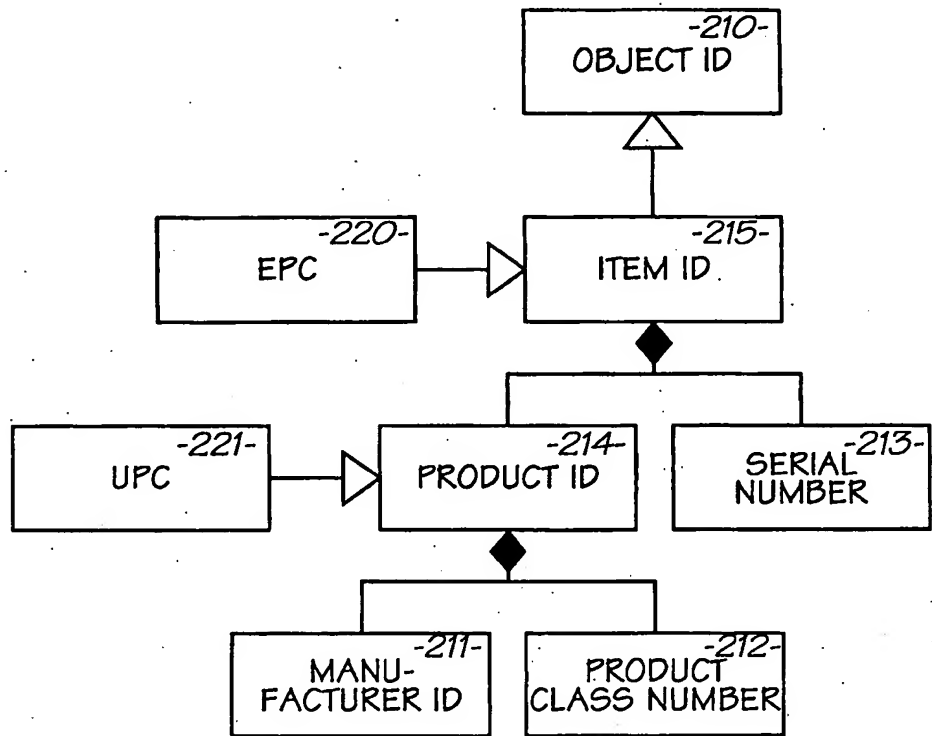 -210-
OBJECT ID
-220-
EPC
-215-
ITEM ID
-221-
UPC
-214-
PRODUCT ID
-213-
SERIAL
NUMBER
-211-
MANU-
FACTURER ID
-212-
PRODUCT
CLASS NUMBER